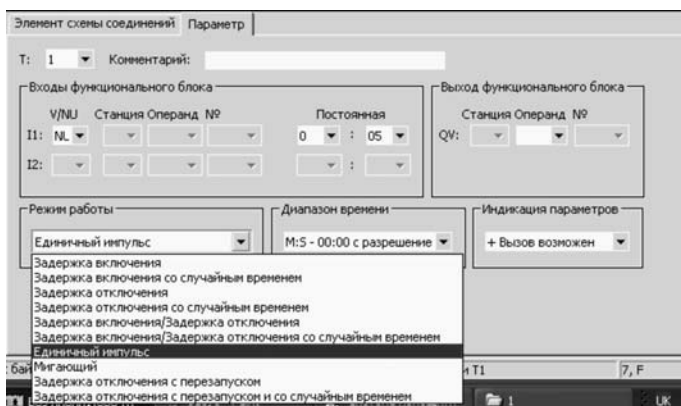 Элемент схемы соединений Параметр
T: 1 Комментарий:
Входы функционального блока
V/NU Станция Операнд № Постоянная
I1: NL 0 : 05
I2: :
Выход функционального блока
Станция Операнд №
QV:
Режим работы
Единичный импульс
Диапазон времени
M:S - 00:00 с разрешение
Индикация параметров
+ Вызов возможен
Задержка включения
Задержка включения со случайным временем
Задержка отключения
Задержка отключения со случайным временем
Задержка включения/Задержка отключения
Задержка включения/Задержка отключения со случайным временем
Единичный импульс
Мигающий
Задержка отключения с перезапуском
Задержка отключения с перезапуском и со случайным временем
: бай
и T1
7, F
1
UK